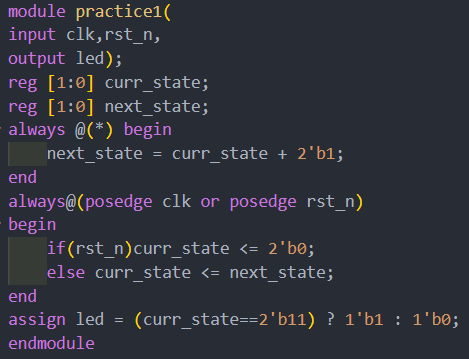 module practice1(
input clk,rst_n,
output led);
reg [1:0] curr_state;
reg [1:0] next_state;
always @(*) begin
    next_state = curr_state + 2'b1;
end
always@(posedge clk or posedge rst_n)
begin
    if(rst_n)curr_state <= 2'b0;
    else curr_state <= next_state;
end
assign led = (curr_state==2'b11) ? 1'b1 : 1'b0;
endmodule